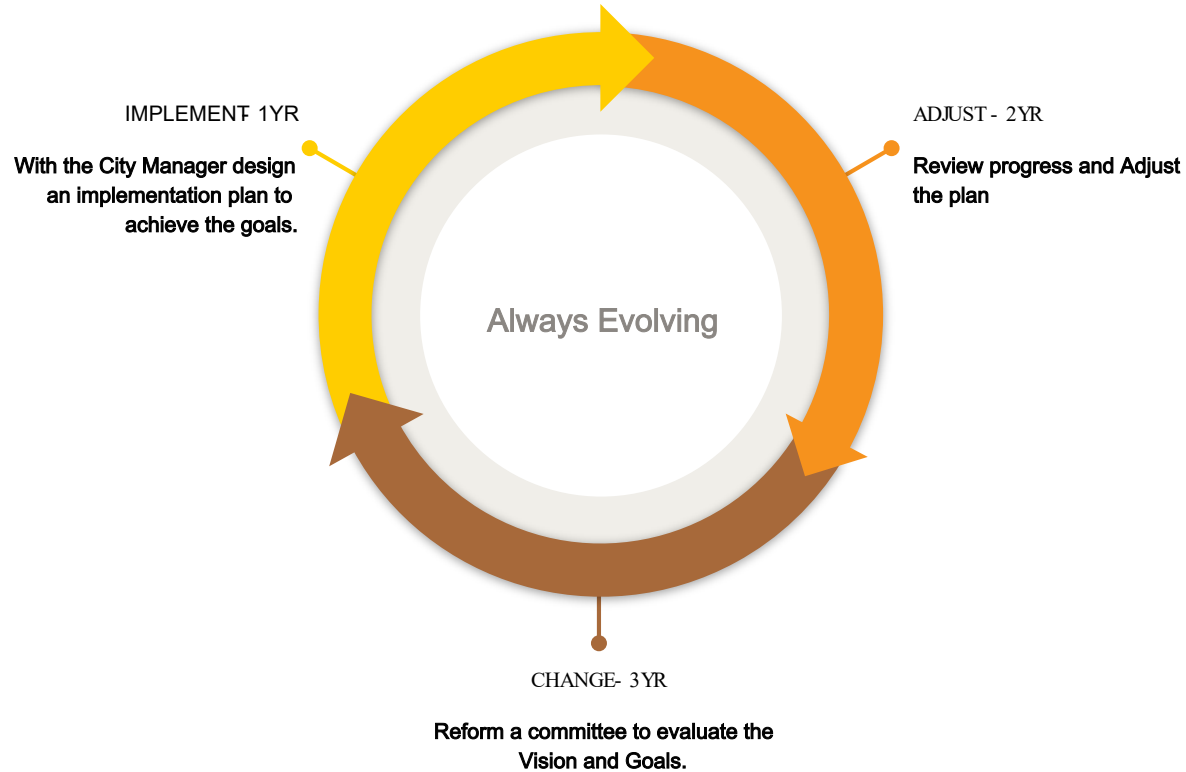 IMPLEMENT- 1YR
With the City Manager design
an implementation plan to
achieve the goals.
ADJUST - 2YR
Review progress and Adjust
the plan
Always Evolving
CHANGE- 3YR
Reform a committee to evaluate the
Vision and Goals.